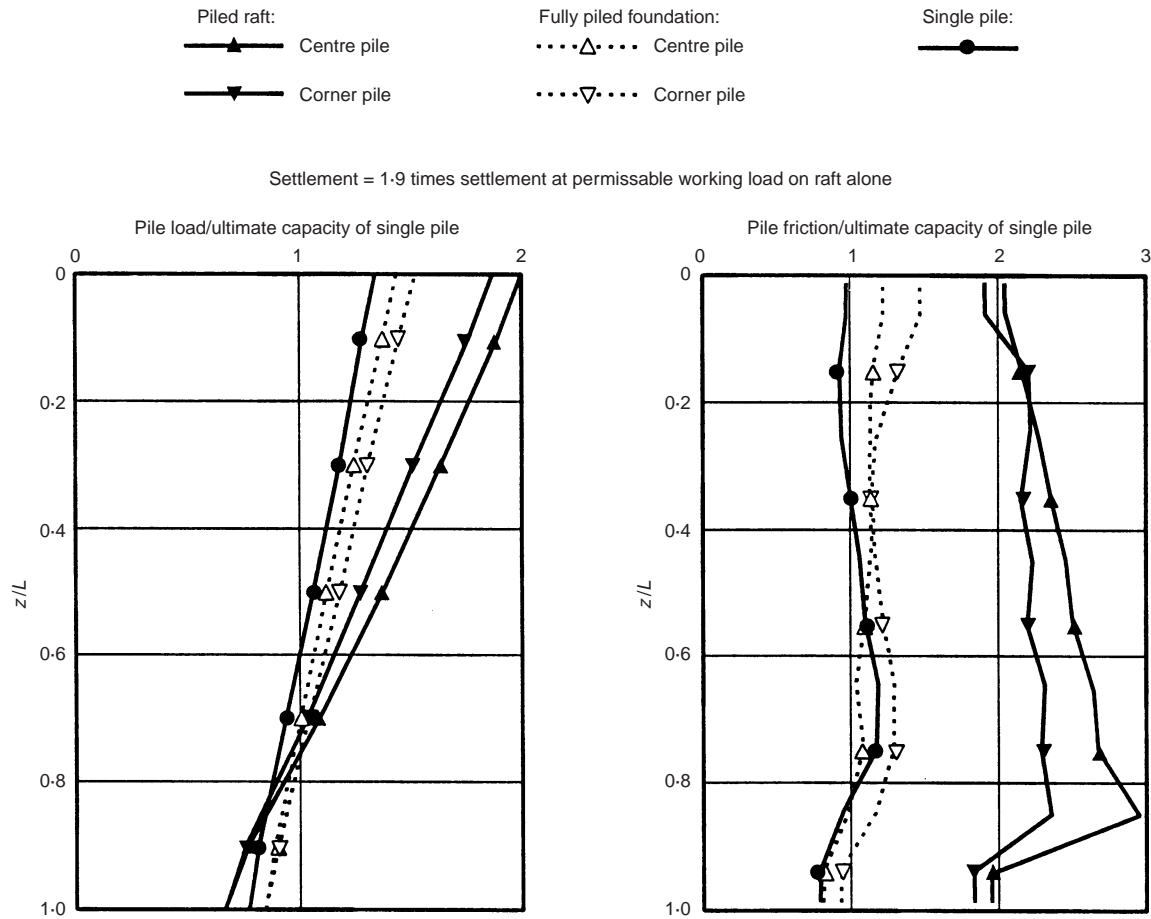 Piled raft:
Fully piled foundation:
Single pile:
Centre pile
Centre pile
Corner pile
Corner pile
Settlement = 1·9 times settlement at permissable working load on raft alone
Pile load/ultimate capacity of single pile
0 1 2
0
0·2
0·4
0·6
0·8
1·0
z/L
Pile friction/ultimate capacity of single pile
0 1 2 3
0
0·2
0·4
0·6
0·8
1·0
z/L